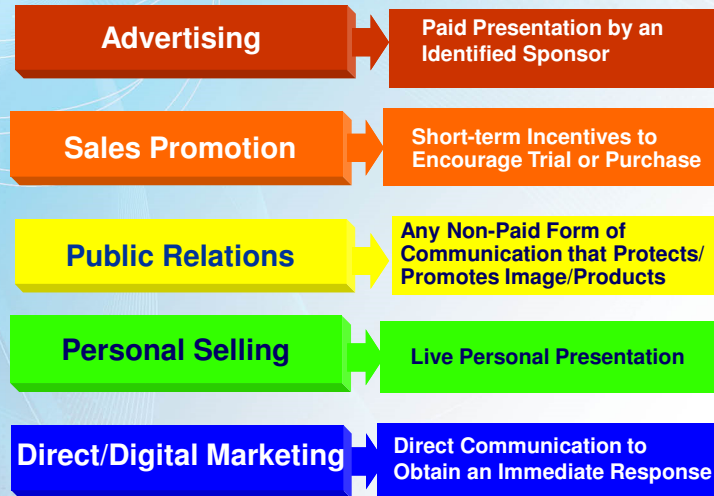 Advertising
Paid Presentation by an
Identified Sponsor
Sales Promotion
Short-term Incentives to
Encourage Trial or Purchase
Public Relations
Any Non-Paid Form of
Communication that Protects/
Promotes Image/Products
Personal Selling
Live Personal Presentation
Direct/Digital Marketing
Direct Communication to
Obtain an Immediate Response